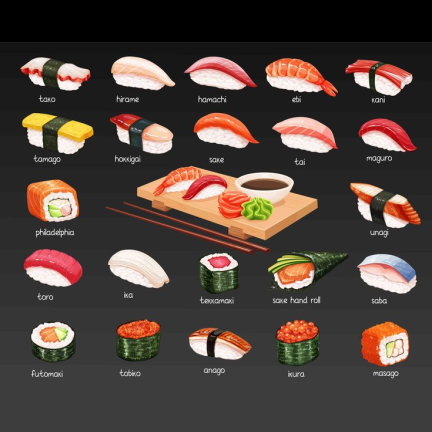 tako
hirame
hamachi
ebi
kani
tamago
hokkigai
sake
tai
maguro
philadelphia
unagi
toro
ika
tekkamaki
sake hand roll
saba
futomaki
tobiko
anago
ikura
masago